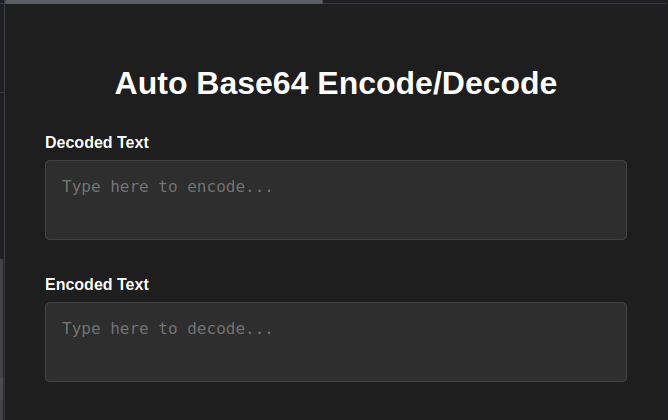 Auto Base64 Encode/Decode
Decoded Text
Type here to encode...
Encoded Text
Type here to decode...